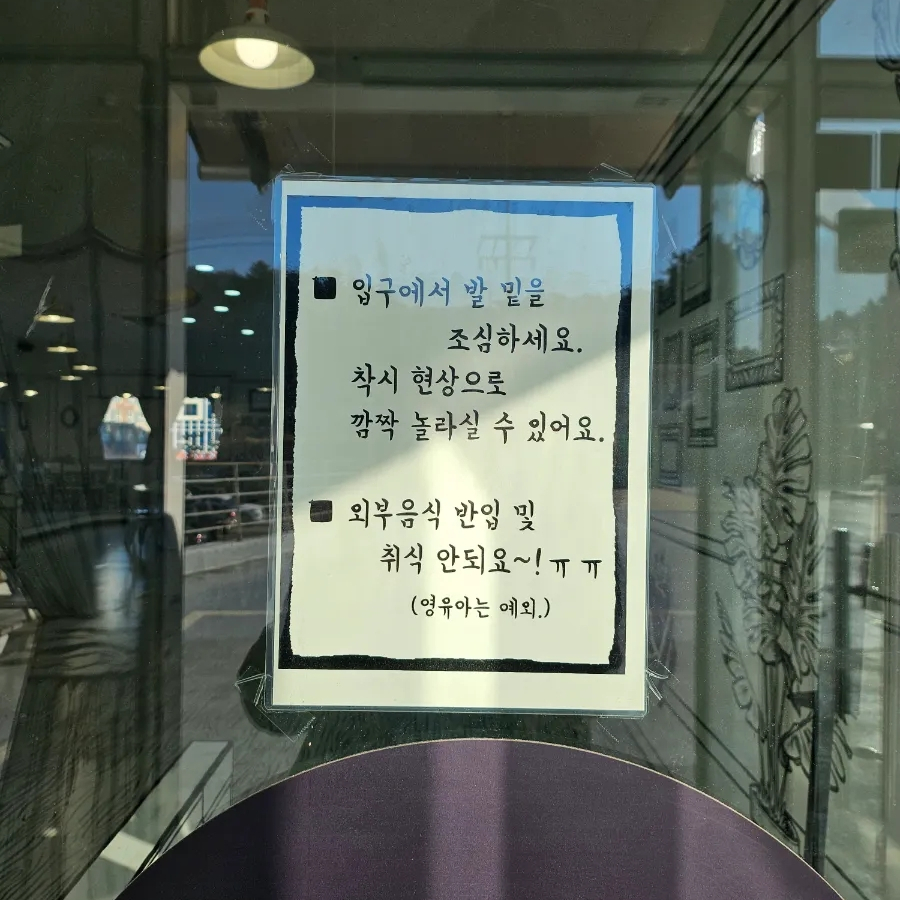 ■ 입구에서 발 밑을
조심하세요.
착시 현상으로
깜짝 놀라실 수 있어요.
■ 외부음식 반입 및
취식 안되요~!ㅠㅠ
(영유아는 예외.)